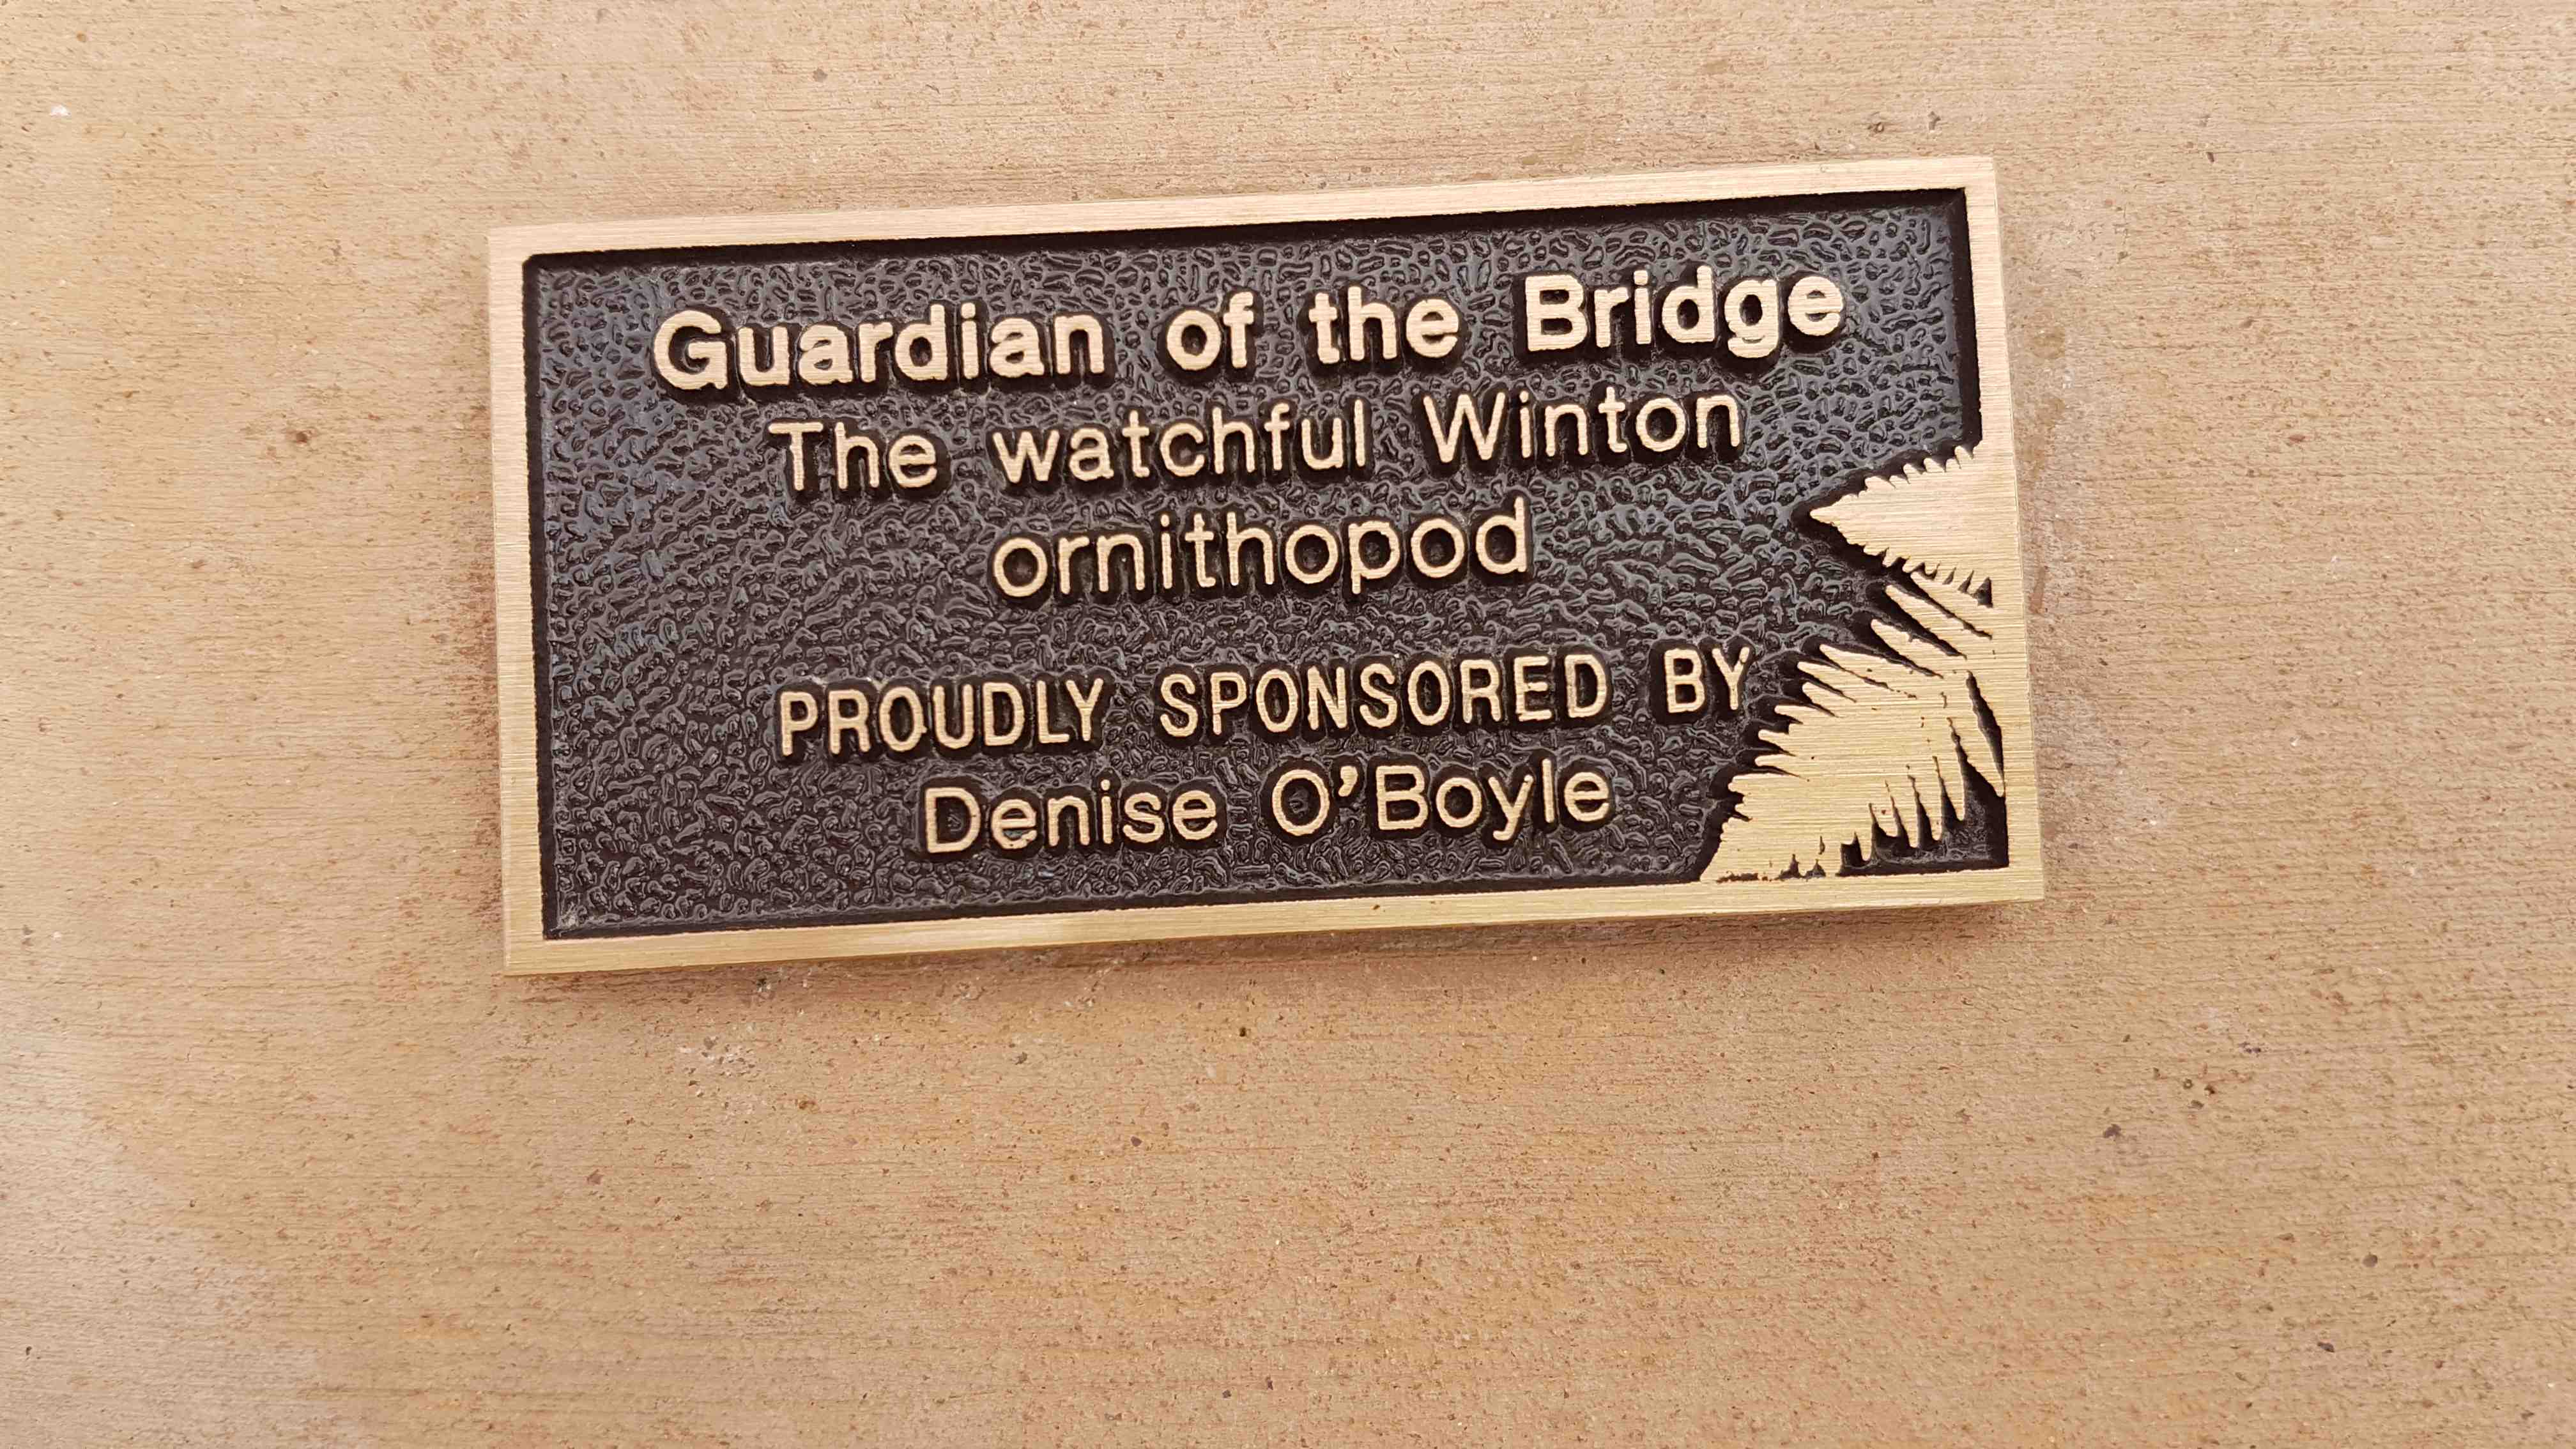 Guardian of the Bridge
The watchful Winton
ornithopod
PROUDLY SPONSORED BY
Denise O'Boyle